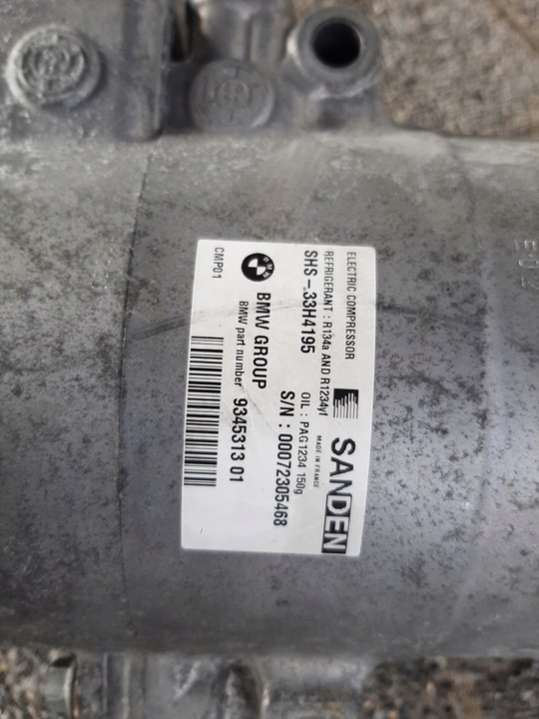 ELECTRIC COMPRESSOR
REFRIGERANT : R134a AND R1234yf
SHS-33H4195
SANDEN
MADE IN FRANCE
OIL : PAG1234 150g
S/N : 00072305468
BMW GROUP
BMW part number 9345313 01
CMP01